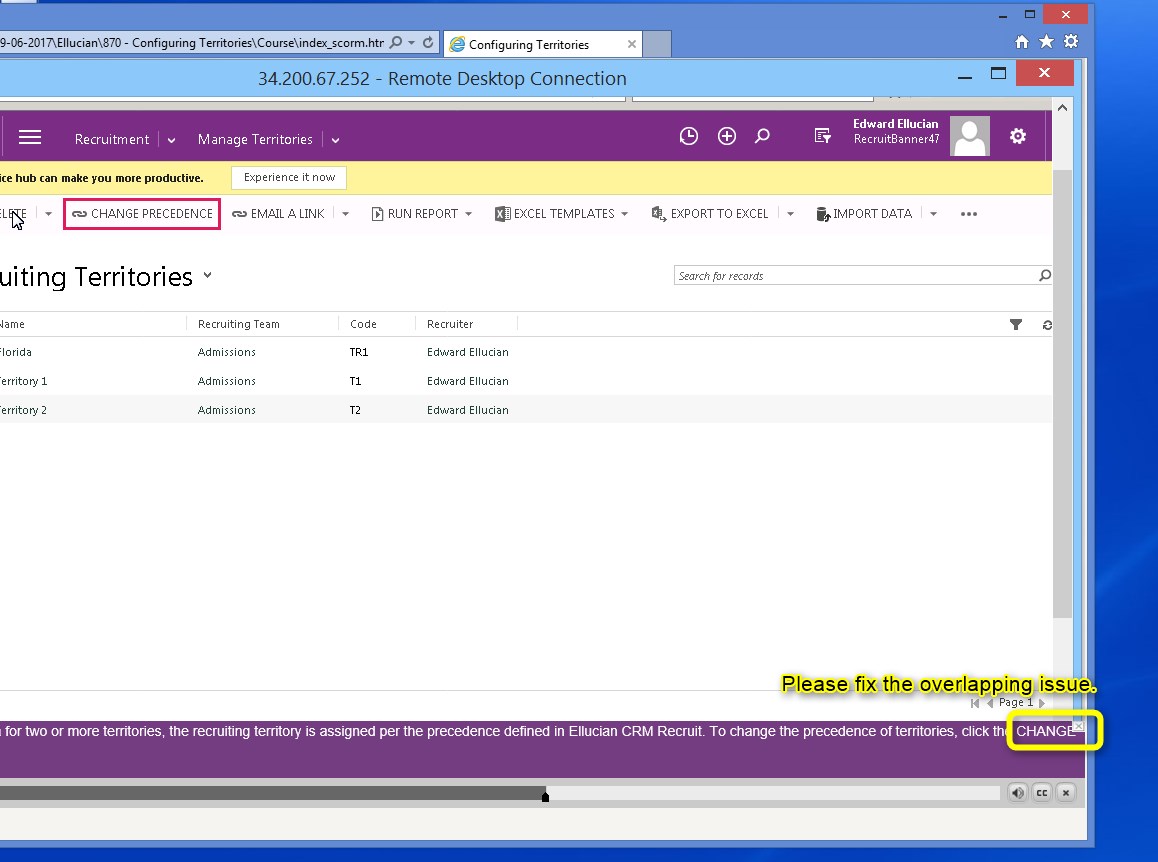 9-06-2017\Ellucian\870 - Configuring Territories\Course\index_scorm.htr
Configuring Territories
34.200.67.252 - Remote Desktop Connection
Recruitment
Manage Territories
Edward Ellucian
RecruitBanner47
ice hub can make you more productive.
Experience it now
ELETE
CHANGE PRECEDENCE
EMAIL A LINK
RUN REPORT
EXCEL TEMPLATES
EXPORT TO EXCEL
IMPORT DATA
uiting Territories
Search for records
Name Recruiting Team Code Recruiter
Florida Admissions TR1 Edward Ellucian
Territory 1 Admissions T1 Edward Ellucian
Territory 2 Admissions T2 Edward Ellucian
Please fix the overlapping issue.
Page 1
for two or more territories, the recruiting territory is assigned per the precedence defined in Ellucian CRM Recruit. To change the precedence of territories, click the CHANGE
CC